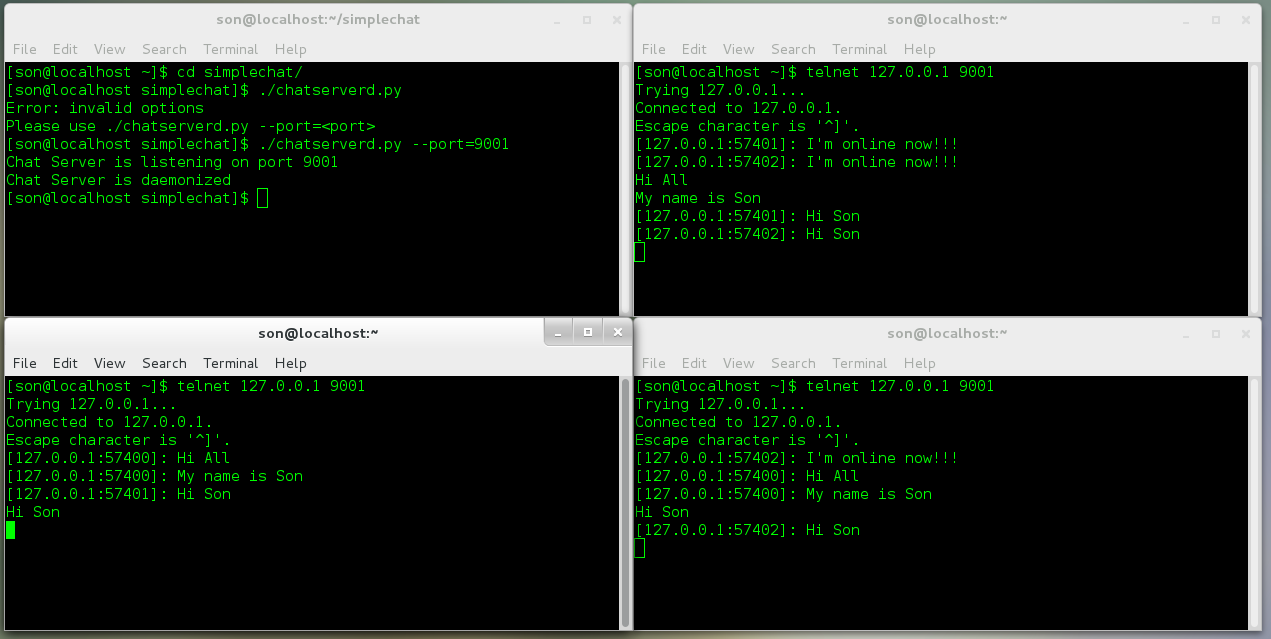 son@localhost:~/simplechat
File Edit View Search Terminal Help
[son@localhost ~]$ cd simplechat/
[son@localhost simplechat]$ ./chatserverd.py
Error: invalid options
Please use ./chatserverd.py --port=<port>
[son@localhost simplechat]$ ./chatserverd.py --port=9001
Chat Server is listening on port 9001
Chat Server is daemonized
[son@localhost simplechat]$
son@localhost:~
File Edit View Search Terminal Help
[son@localhost ~]$ telnet 127.0.0.1 9001
Trying 127.0.0.1...
Connected to 127.0.0.1.
Escape character is '^]'.
[127.0.0.1:57401]: I'm online now!!!
[127.0.0.1:57402]: I'm online now!!!
Hi All
My name is Son
[127.0.0.1:57401]: Hi Son
[127.0.0.1:57402]: Hi Son
son@localhost:~
File Edit View Search Terminal Help
[son@localhost ~]$ telnet 127.0.0.1 9001
Trying 127.0.0.1...
Connected to 127.0.0.1.
Escape character is '^]'.
[127.0.0.1:57400]: Hi All
[127.0.0.1:57400]: My name is Son
[127.0.0.1:57401]: Hi Son
Hi Son
son@localhost:~
File Edit View Search Terminal Help
[son@localhost ~]$ telnet 127.0.0.1 9001
Trying 127.0.0.1...
Connected to 127.0.0.1.
Escape character is '^]'.
[127.0.0.1:57402]: I'm online now!!!
[127.0.0.1:57400]: Hi All
[127.0.0.1:57400]: My name is Son
Hi Son
[127.0.0.1:57402]: Hi Son